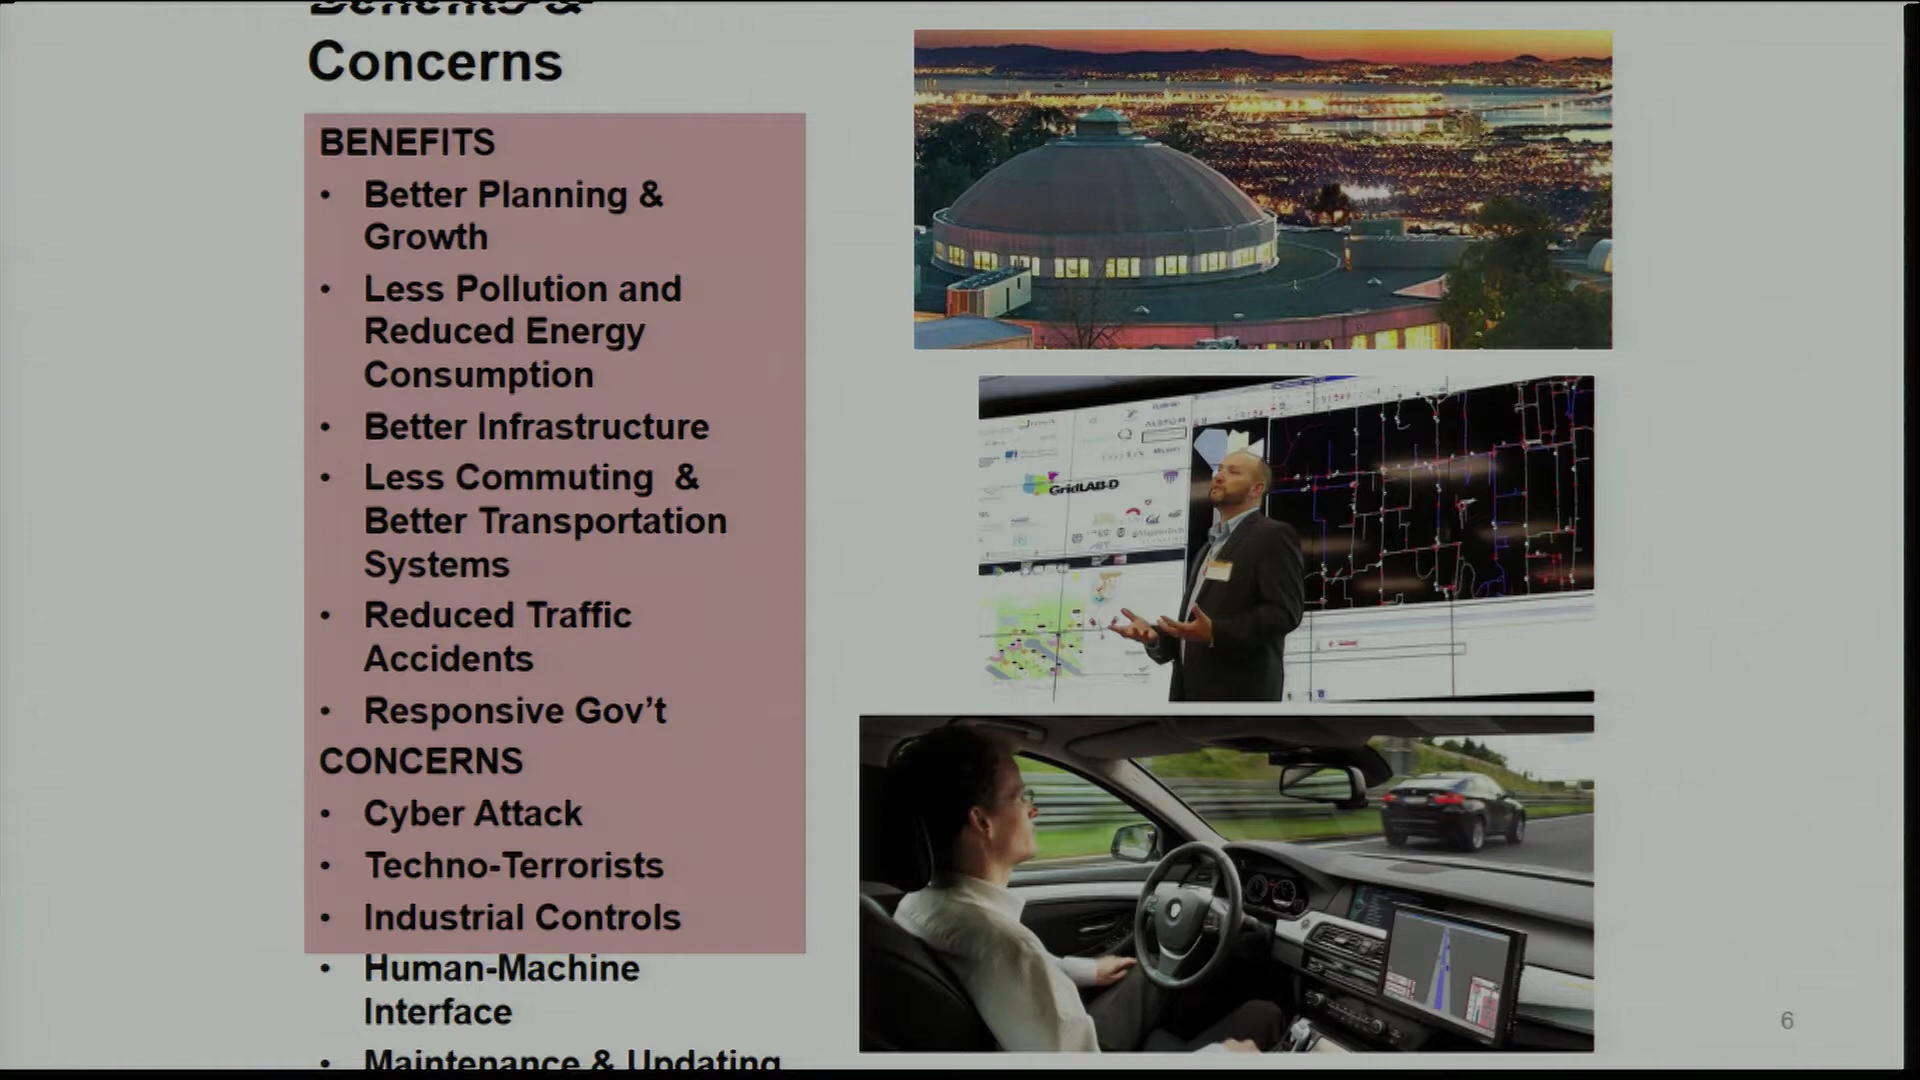 Benefits &
Concerns
BENEFITS
• Better Planning &
Growth
• Less Pollution and
Reduced Energy
Consumption
• Better Infrastructure
• Less Commuting &
Better Transportation
Systems
• Reduced Traffic
Accidents
• Responsive Gov’t
CONCERNS
• Cyber Attack
• Techno-Terrorists
• Industrial Controls
• Human-Machine
Interface
• Maintenance & Updating
GridLAB-D
6